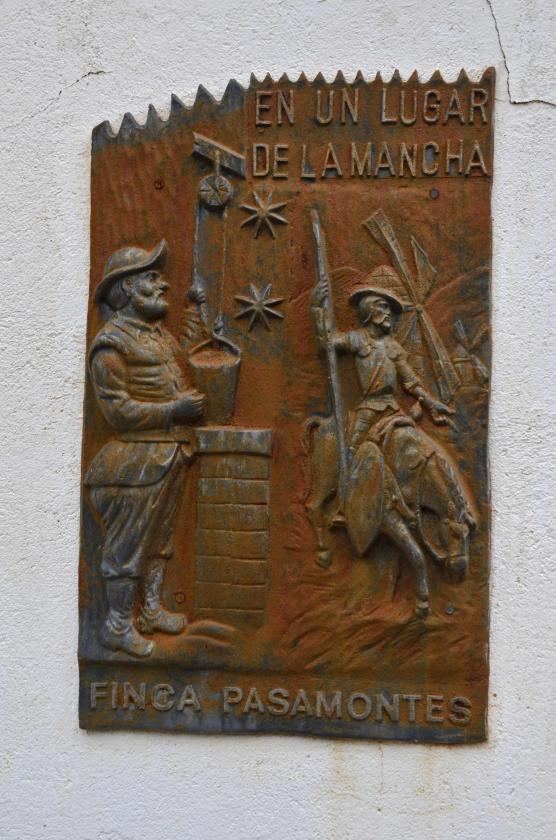 EN UN LUGAR
DE LA MANCHA
FINCA PASAMONTES